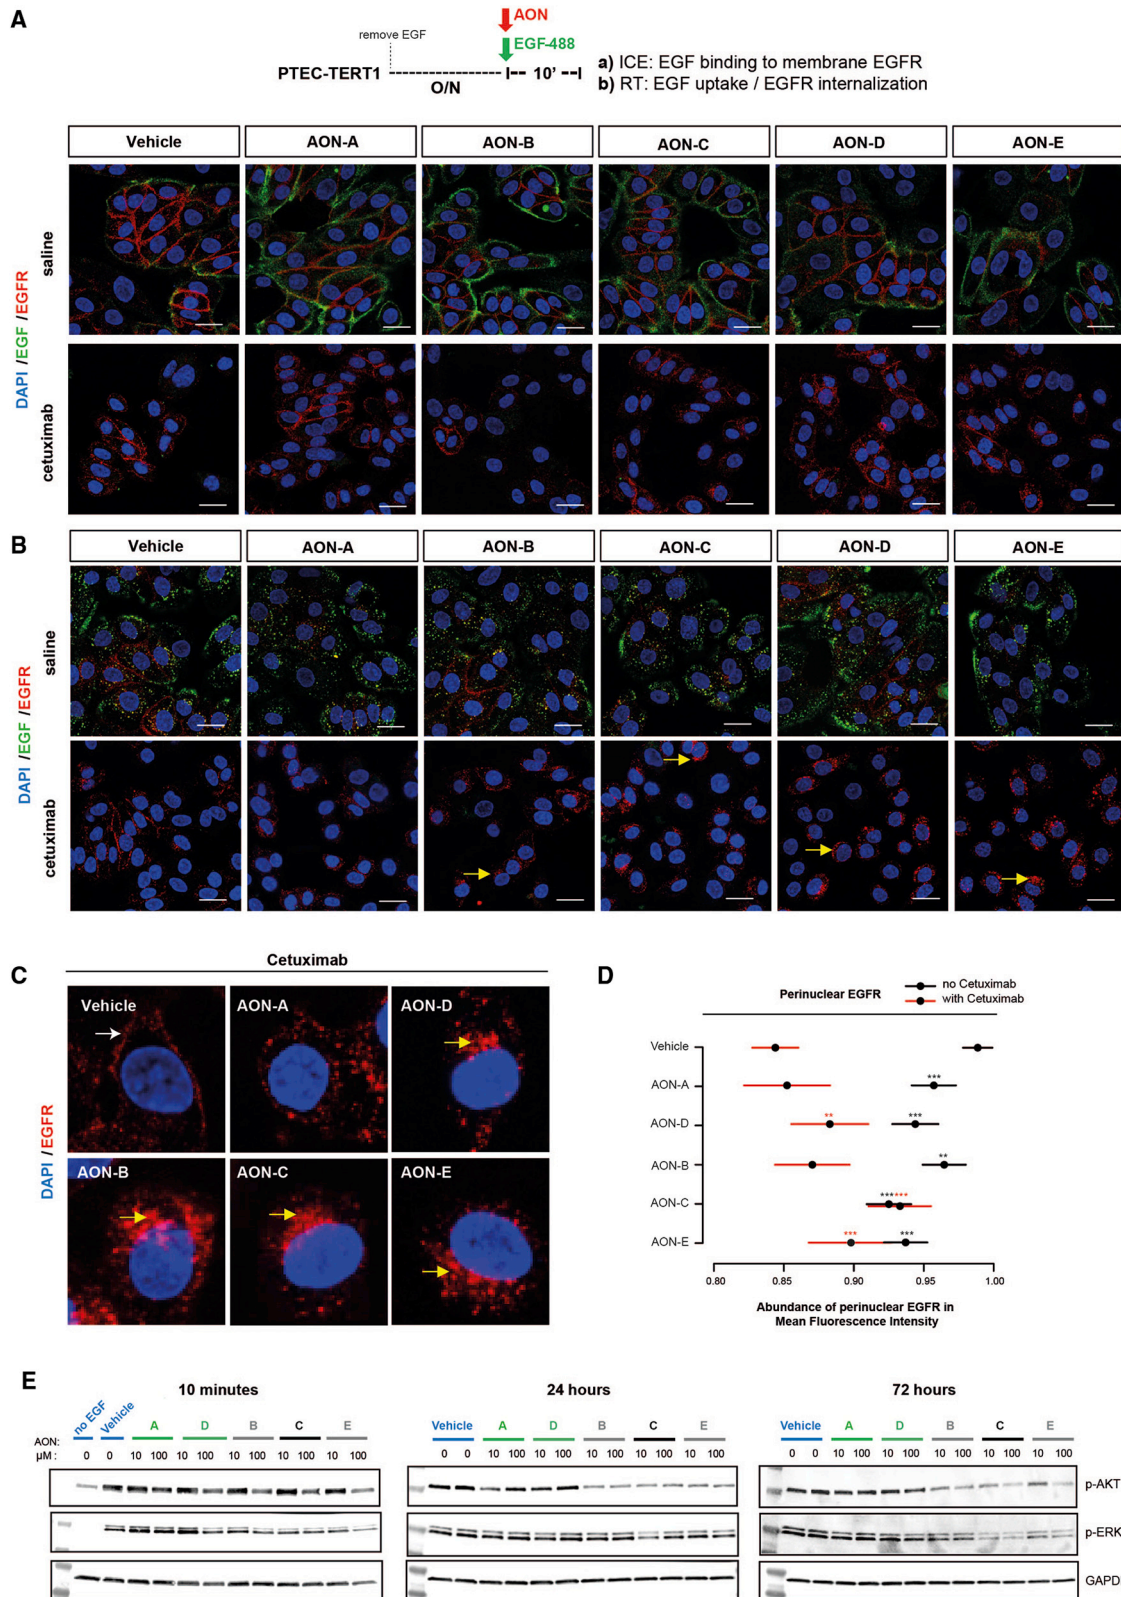 A
remove EGF
AON
EGF-488
PTEC-TERT1
O/N
10'
a) ICE: EGF binding to membrane EGFR
b) RT: EGF uptake / EGFR internalization
Vehicle AON-A AON-B AON-C AON-D AON-E
DAPI /EGF /EGFR
saline
cetuximab
B
Vehicle AON-A AON-B AON-C AON-D AON-E
DAPI /EGF /EGFR
saline
cetuximab
C
Cetuximab
DAPI / EGFR
Vehicle AON-A AON-D
AON-B AON-C AON-E
D
Perinuclear EGFR
no Cetuximab
with Cetuximab
Vehicle
AON-A ***
AON-D ** ***
AON-B **
AON-C *** ***
AON-E *** ***
0.80 0.85 0.90 0.95 1.00
Abundance of perinuclear EGFR in
Mean Fluorescence Intensity
E
10 minutes 24 hours 72 hours
no EGF Vehicle A D B C E
Vehicle A D B C E
Vehicle A D B C E
AON:
µM : 0 0 10 100 10 100 10 100 10 100 10 100
0 0 10 100 10 100 10 100 10 100 10 100
0 0 10 100 10 100 10 100 10 100 10 100
p-AKT
p-ERK
GAPD